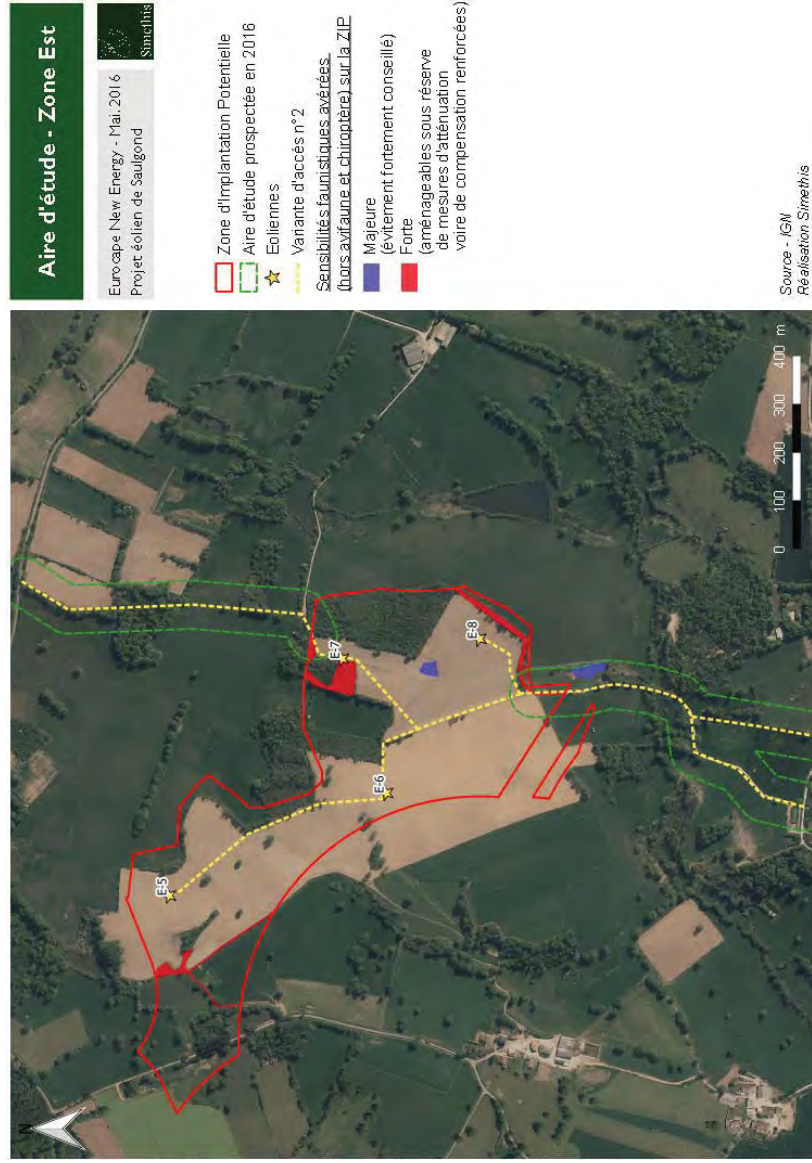 Aire d'étude - Zone Est
Eurocape New Energy - Mai. 2016
Projet éolien de Saulgond
Simethis
Zone d'Implantation Potentielle
Aire d'étude prospectée en 2016
Eoliennes
Variante d'accés n°2
Sensibilités faunistiques avérées
(hors avifaune et chiroptère) sur la ZIP
Majeure
(évitement fortement conseillé)
Forte
(aménageables sous réserve
de mesures d'atténuation
voire de compensation renforcées)
Source - IGN
Réalisation Simethis
N
E-5
E-6
E-7
E-8
0 100 200 300 400 m